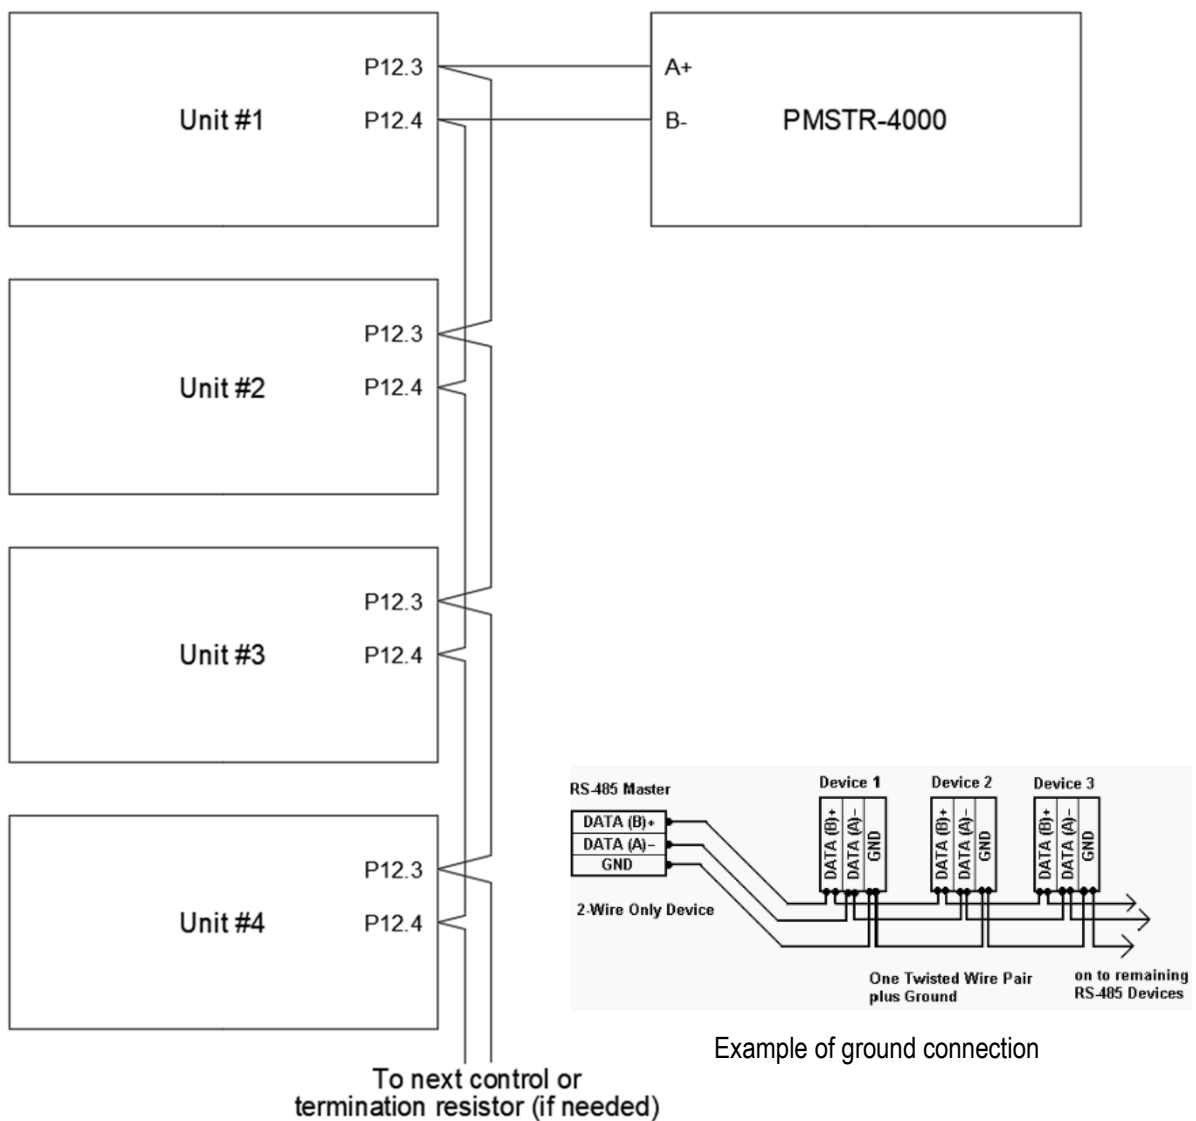 P12.3
Unit #1
P12.4
A+
B-
PMSTR-4000
P12.3
Unit #2
P12.4
P12.3
Unit #3
P12.4
P12.3
Unit #4
P12.4
To next control or
termination resistor (if needed)
RS-485 Master
DATA (B)+
DATA (A)−
GND
2-Wire Only Device
Device 1
DATA (B)+
DATA (A)−
GND
Device 2
DATA (B)+
DATA (A)−
GND
Device 3
DATA (B)+
DATA (A)−
GND
One Twisted Wire Pair
plus Ground
on to remaining
RS-485 Devices
Example of ground connection